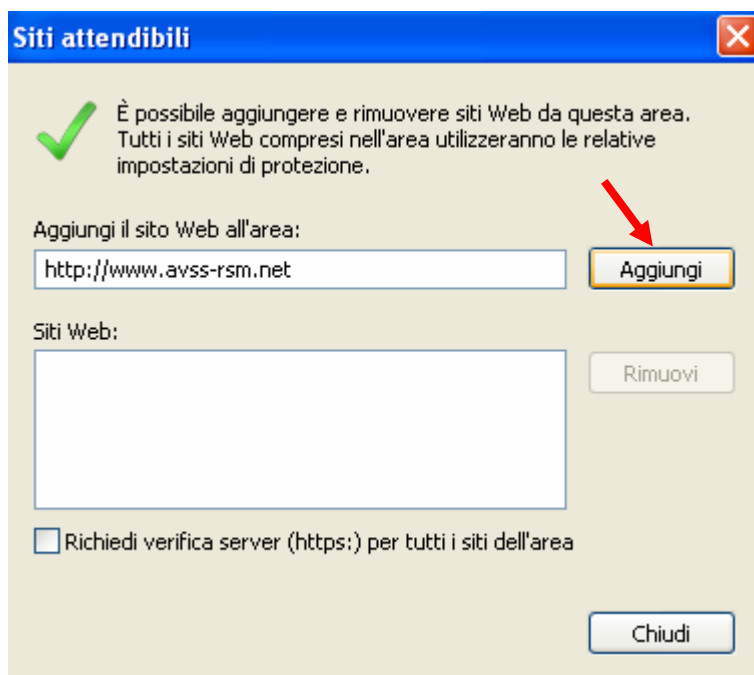 Siti attendibili
È possibile aggiungere e rimuovere siti Web da questa area.
Tutti i siti Web compresi nell'area utilizzeranno le relative
impostazioni di protezione.
Aggiungi il sito Web all'area:
http://www.avss-rsm.net
Aggiungi
Siti Web:
Rimuovi
Richiedi verifica server (https:) per tutti i siti dell'area
Chiudi